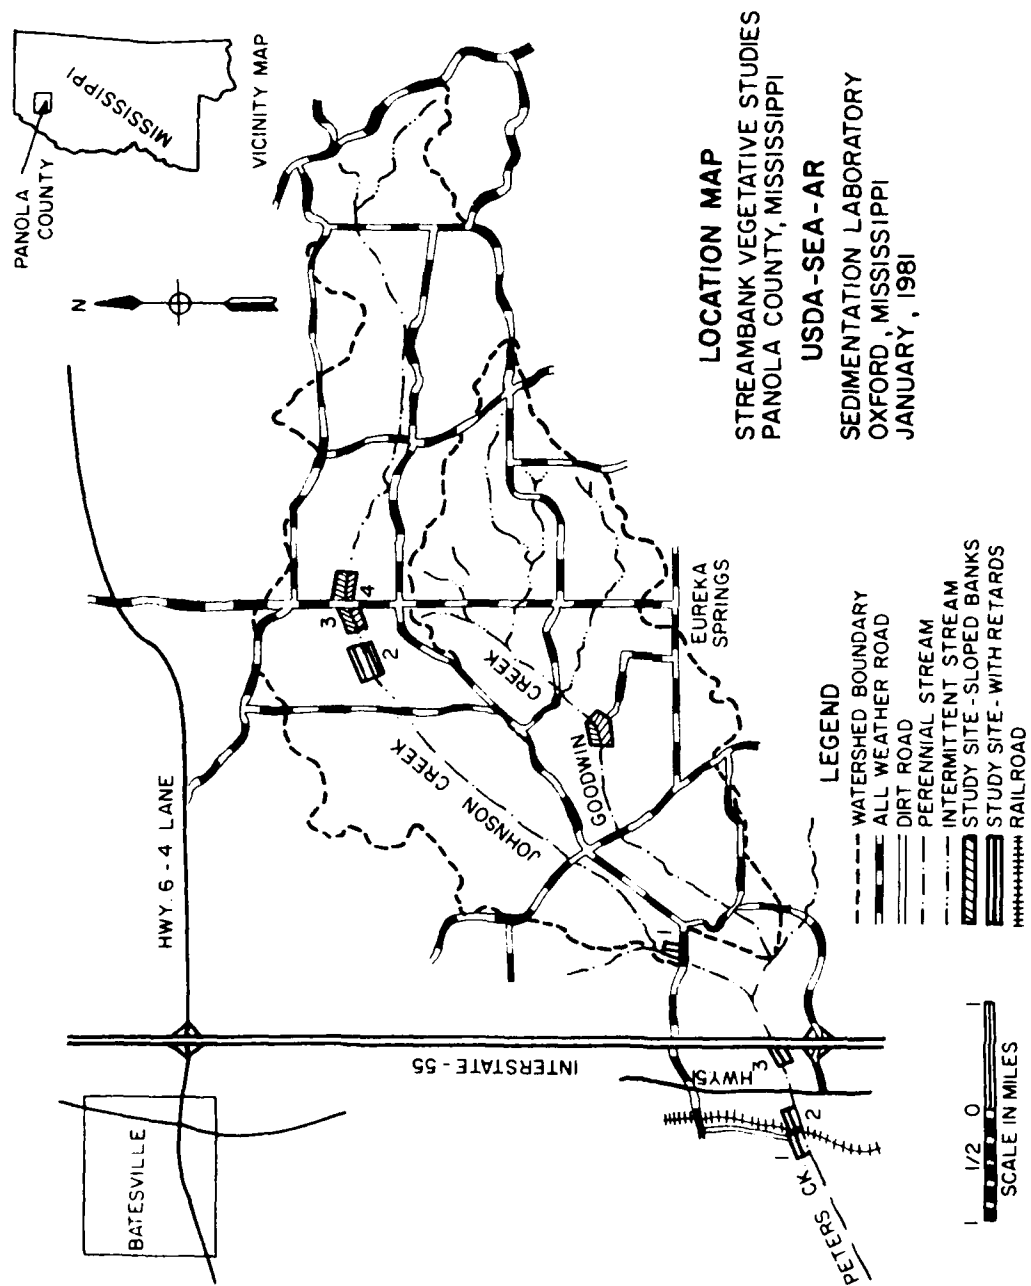 PANOLA
COUNTY
MISSISSIPPI
VICINITY MAP
N
HWY. 6 - 4 LANE
BATESVILLE
INTERSTATE - 55
HWY 51
JOHNSON CREEK
GOODWIN CREEK
PETERS CK
EUREKA
SPRINGS
1
2
3
4
1
2
3
LOCATION MAP
STREAMBANK VEGETATIVE STUDIES
PANOLA COUNTY, MISSISSIPPI
USDA-SEA-AR
SEDIMENTATION LABORATORY
OXFORD, MISSISSIPPI
JANUARY, 1981
LEGEND
WATERSHED BOUNDARY
ALL WEATHER ROAD
DIRT ROAD
PERENNIAL STREAM
INTERMITTENT STREAM
STUDY SITE - SLOPED BANKS
STUDY SITE - WITH RETARDS
RAILROAD
1 1/2 0 1
SCALE IN MILES